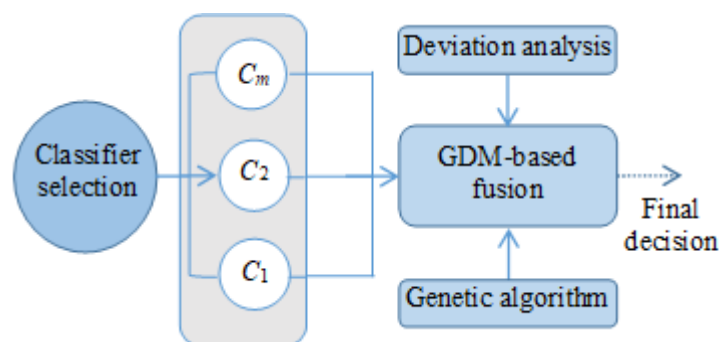 Classifier
selection
Cm
C2
C1
Deviation analysis
GDM-based
fusion
Genetic algorithm
Final
decision